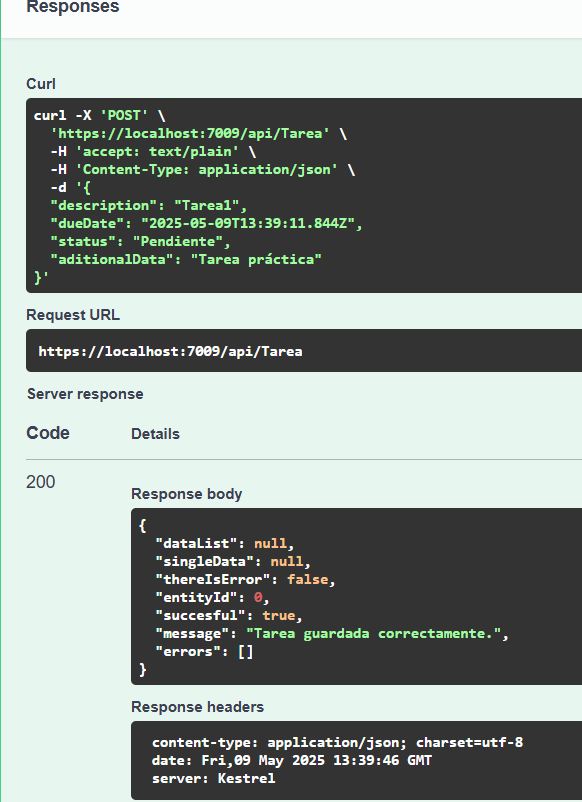 Responses
Curl
curl -X 'POST' \
  'https://localhost:7009/api/Tarea' \
  -H 'accept: text/plain' \
  -H 'Content-Type: application/json' \
  -d '{
  "description": "Tarea1",
  "dueDate": "2025-05-09T13:39:11.844Z",
  "status": "Pendiente",
  "aditionalData": "Tarea práctica"
}'
Request URL
https://localhost:7009/api/Tarea
Server response
Code Details
200
Response body
{
  "dataList": null,
  "singleData": null,
  "thereIsError": false,
  "entityId": 0,
  "succesful": true,
  "message": "Tarea guardada correctamente.",
  "errors": []
}
Response headers
content-type: application/json; charset=utf-8
date: Fri,09 May 2025 13:39:46 GMT
server: Kestrel